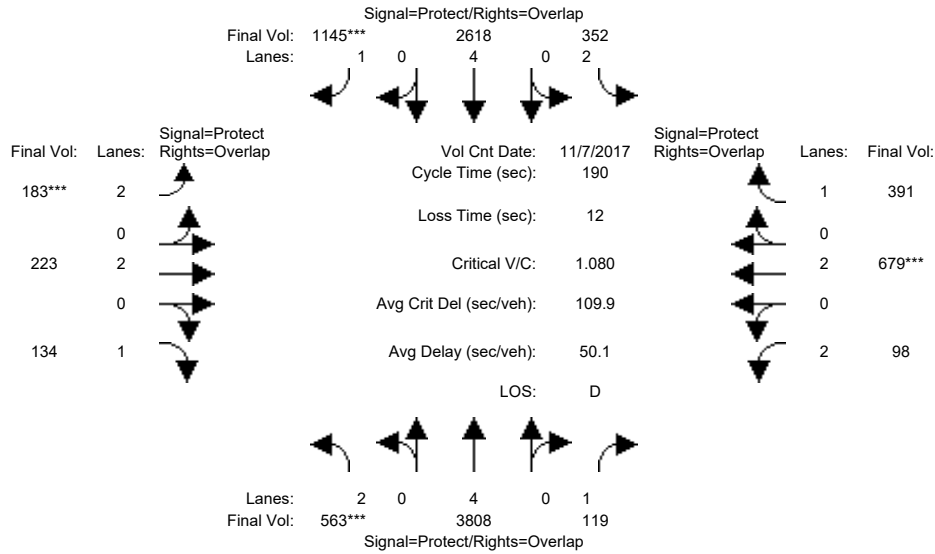 Signal=Protect/Rights=Overlap
Final Vol: 1145*** 2618 352
Lanes: 1 0 4 0 2
Signal=Protect Signal=Protect
Final Vol: Lanes: Rights=Overlap Vol Cnt Date: 11/7/2017 Rights=Overlap Lanes: Final Vol:
Cycle Time (sec): 190
183*** 2 1 391
Loss Time (sec): 12
0 0
223 2 Critical V/C: 1.080 2 679***
0 Avg Crit Del (sec/veh): 109.9 0
134 1 Avg Delay (sec/veh): 50.1 2 98
LOS: D
Lanes: 2 0 4 0 1
Final Vol: 563*** 3808 119
Signal=Protect/Rights=Overlap